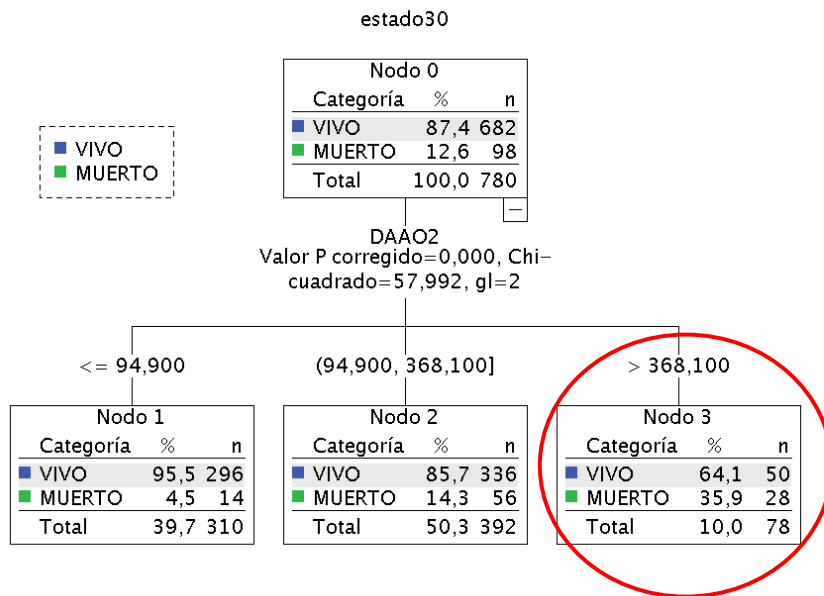 estado30
Nodo 0
Categoría % n
VIVO 87,4 682
MUERTO 12,6 98
Total 100,0 780
VIVO
MUERTO
DAAO2
Valor P corregido=0,000, Chi-
cuadrado=57,992, gl=2
<= 94,900
(94,900, 368,100]
> 368,100
Nodo 1
Categoría % n
VIVO 95,5 296
MUERTO 4,5 14
Total 39,7 310
Nodo 2
Categoría % n
VIVO 85,7 336
MUERTO 14,3 56
Total 50,3 392
Nodo 3
Categoría % n
VIVO 64,1 50
MUERTO 35,9 28
Total 10,0 78